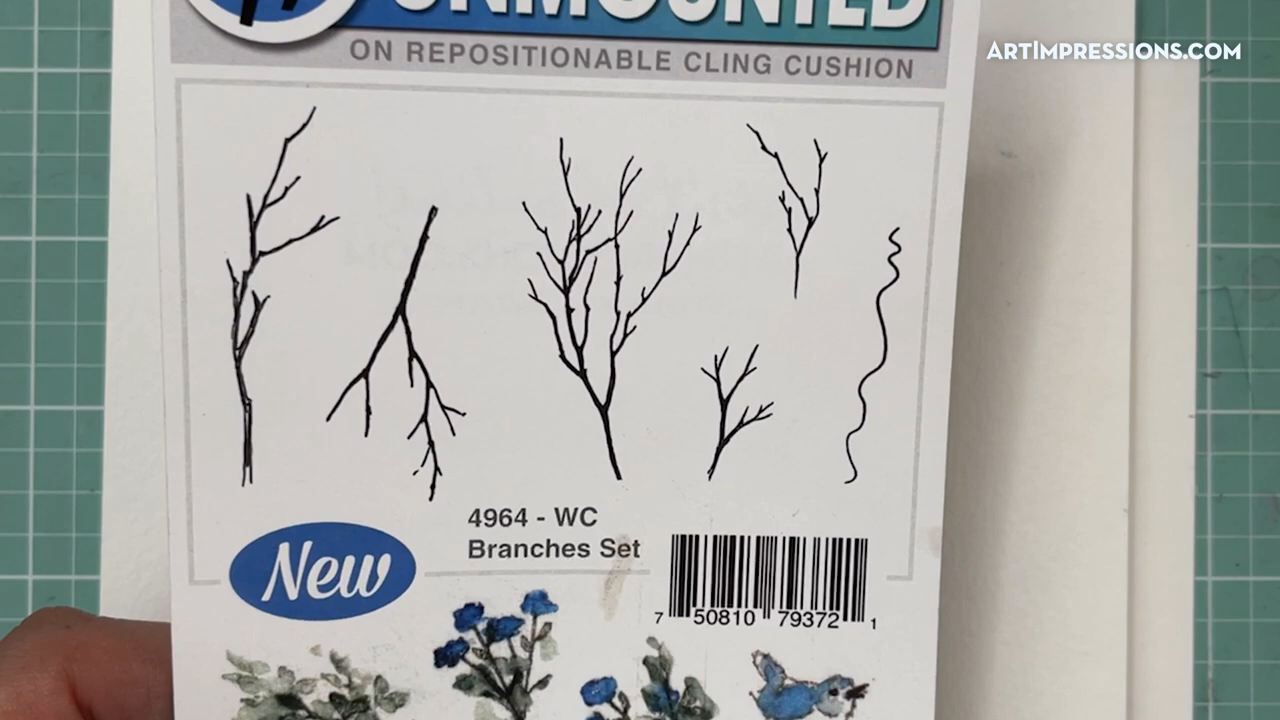 UNMOUNTED
ARTIMPRESSIONS.COM
ON REPOSITIONABLE CLING CUSHION
4964 - WC
Branches Set
New
7 50810 79372 1